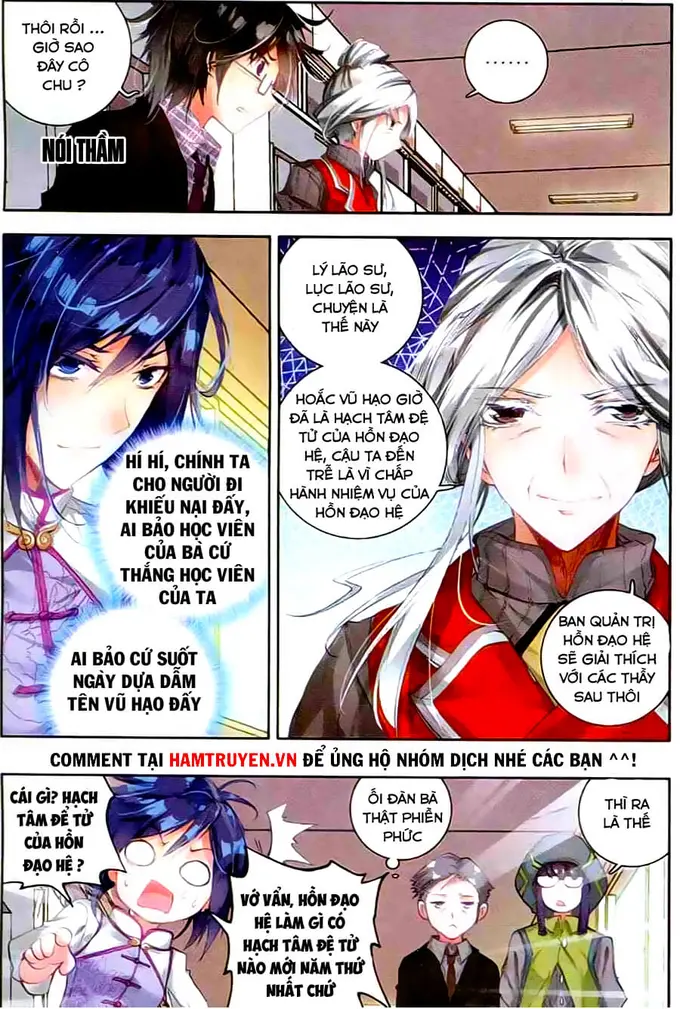 THÔI RỒI ...
GIỜ SAO
ĐÂY CÔ
CHU ?
......
NÓI THẦM
LÝ LÃO SƯ,
LỤC LÃO SƯ,
CHUYỆN LÀ
THẾ NÀY
HOẮC VŨ HẠO GIỜ
ĐÃ LÀ HẠCH TÂM ĐỆ
TỬ CỦA HỒN ĐẠO
HỆ, CẬU TA ĐẾN
TRỄ LÀ VÌ CHẤP
HÀNH NHIỆM VỤ CỦA
HỒN ĐẠO HỆ
HÍ HÍ, CHÍNH TA
CHO NGƯỜI ĐI
KHIẾU NẠI ĐẤY,
AI BẢO HỌC VIÊN
CỦA BÀ CỨ
THẮNG HỌC VIÊN
CỦA TA
AI BẢO CỨ SUỐT
NGÀY DỰA DẪM
TÊN VŨ HẠO ĐẤY
BAN QUẢN TRỊ
HỒN ĐẠO HỆ
SẼ GIẢI THÍCH
VỚI CÁC THẦY
SAU THÔI
COMMENT TẠI HAMTRUYEN.VN ĐỂ ỦNG HỘ NHÓM DỊCH NHÉ CÁC BẠN ^^!
CÁI GÌ? HẠCH
TÂM ĐỂ TỬ
CỦA HỒN
ĐẠO HỆ ?
VỚ VẨN, HỒN ĐẠO
HỆ LÀM GÌ CÓ
HẠCH TÂM ĐỆ TỬ
NÀO MỚI NĂM THỨ
NHẤT CHỨ
ỐI ĐÀN BÀ
THẬT PHIỀN
PHỨC
THÌ RA
LÀ THẾ